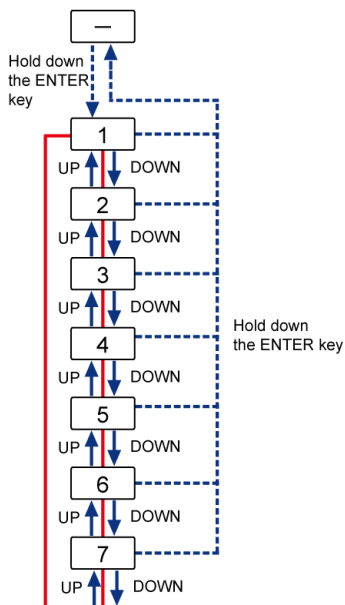 –
Hold down
the ENTER
key
1
UP DOWN
2
UP DOWN
3
UP DOWN
4
UP DOWN
5
UP DOWN
6
UP DOWN
7
UP DOWN
Hold down
the ENTER key